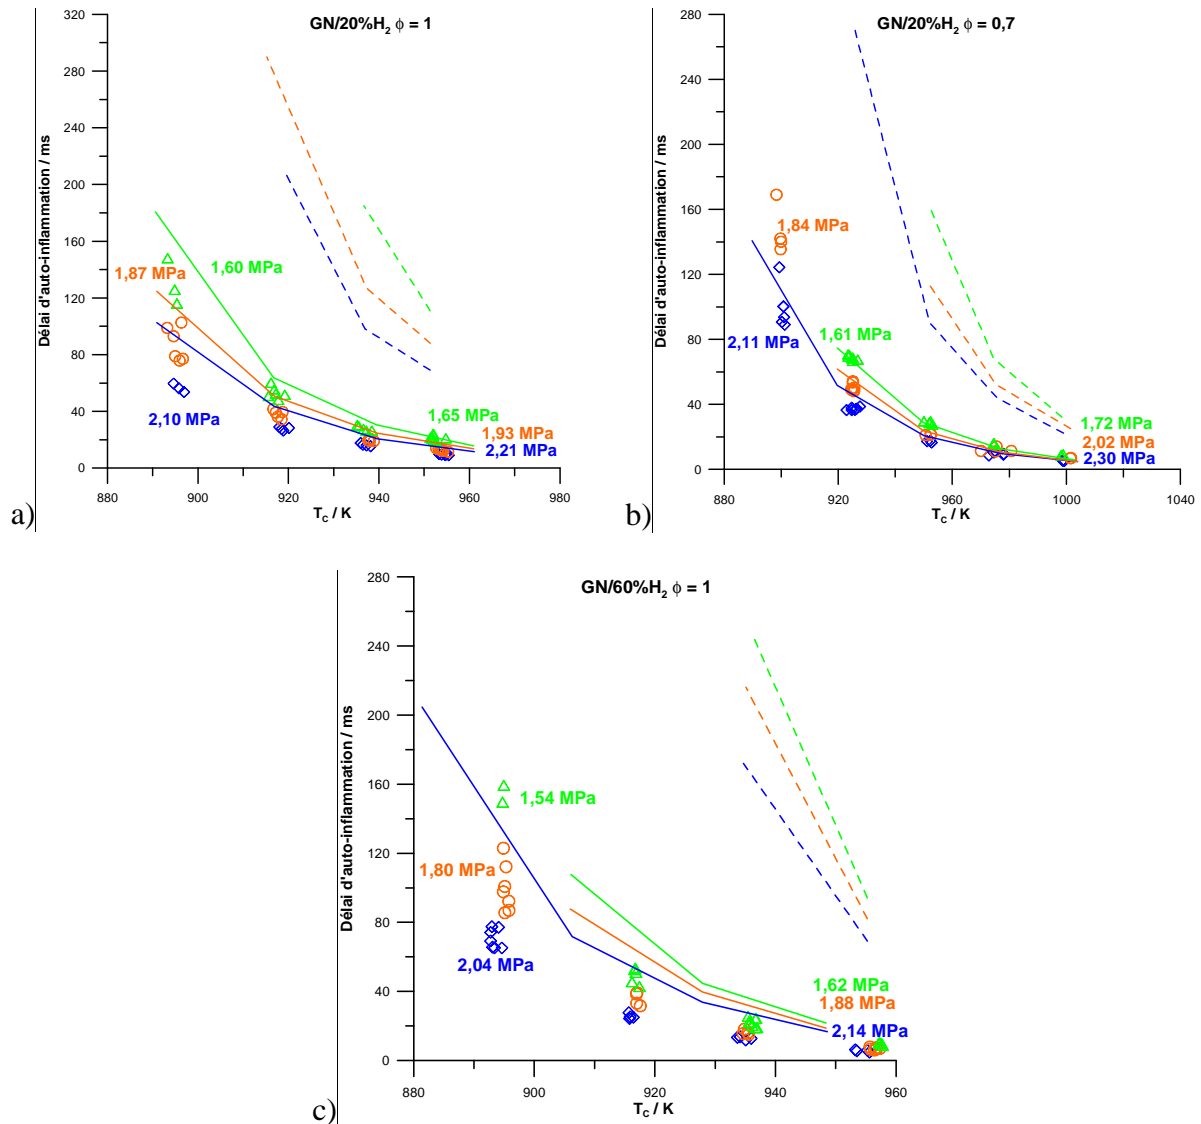 GN/20%H₂ ϕ = 1
Délai d'auto-inflammation / ms
320
280
240
200
160
120
80
40
0
1,87 MPa
1,60 MPa
2,10 MPa
1,65 MPa
1,93 MPa
2,21 MPa
880 900 920 940 960 980
T_C / K
a)
GN/20%H₂ ϕ = 0,7
Délai d'auto-inflammation / ms
280
240
200
160
120
80
40
0
1,84 MPa
2,11 MPa
1,61 MPa
1,72 MPa
2,02 MPa
2,30 MPa
880 920 960 1000 1040
T_C / K
b)
GN/60%H₂ ϕ = 1
Délai d'auto-inflammation / ms
280
240
200
160
120
80
40
0
1,54 MPa
1,80 MPa
2,04 MPa
1,62 MPa
1,88 MPa
2,14 MPa
880 900 920 940 960
T_C / K
c)